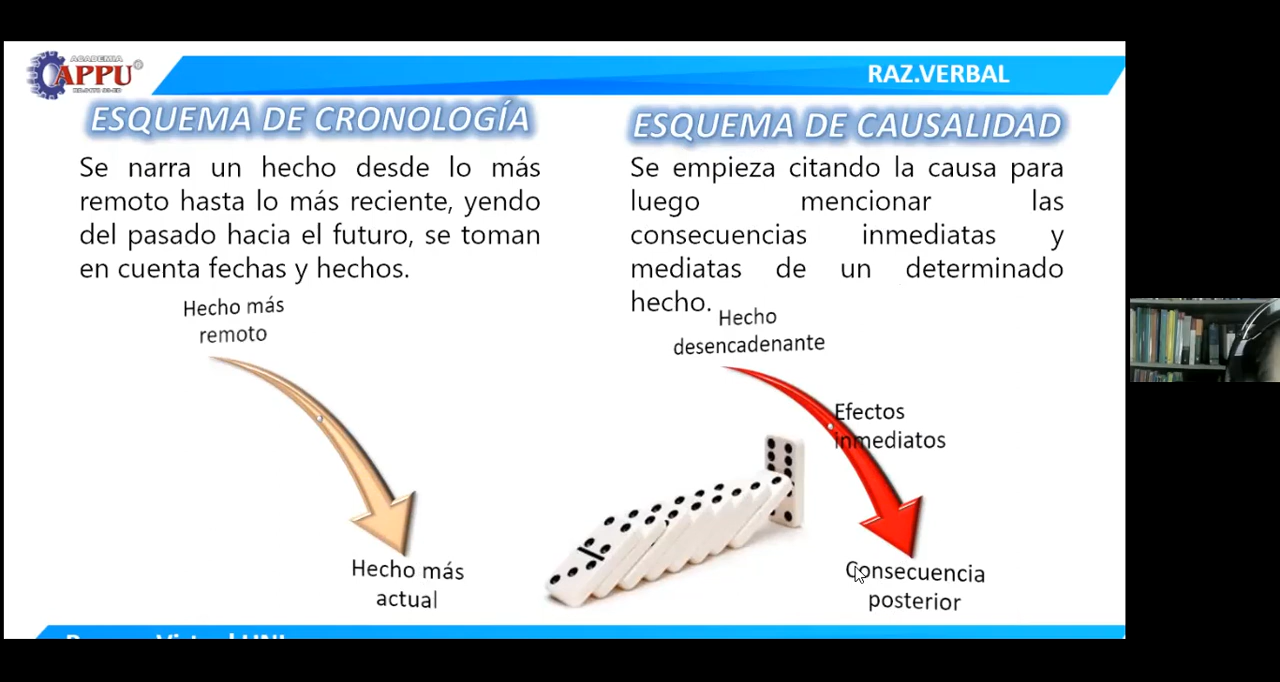 ACADEMIA
APPU
RAZ.VERBAL
ESQUEMA DE CRONOLOGÍA
Se narra un hecho desde lo más
remoto hasta lo más reciente, yendo
del pasado hacia el futuro, se toman
en cuenta fechas y hechos.
Hecho más
remoto
Hecho más
actual
ESQUEMA DE CAUSALIDAD
Se empieza citando la causa para
luego mencionar las
consecuencias inmediatas y
mediatas de un determinado
hecho.
Hecho
desencadenante
Efectos
inmediatos
Consecuencia
posterior